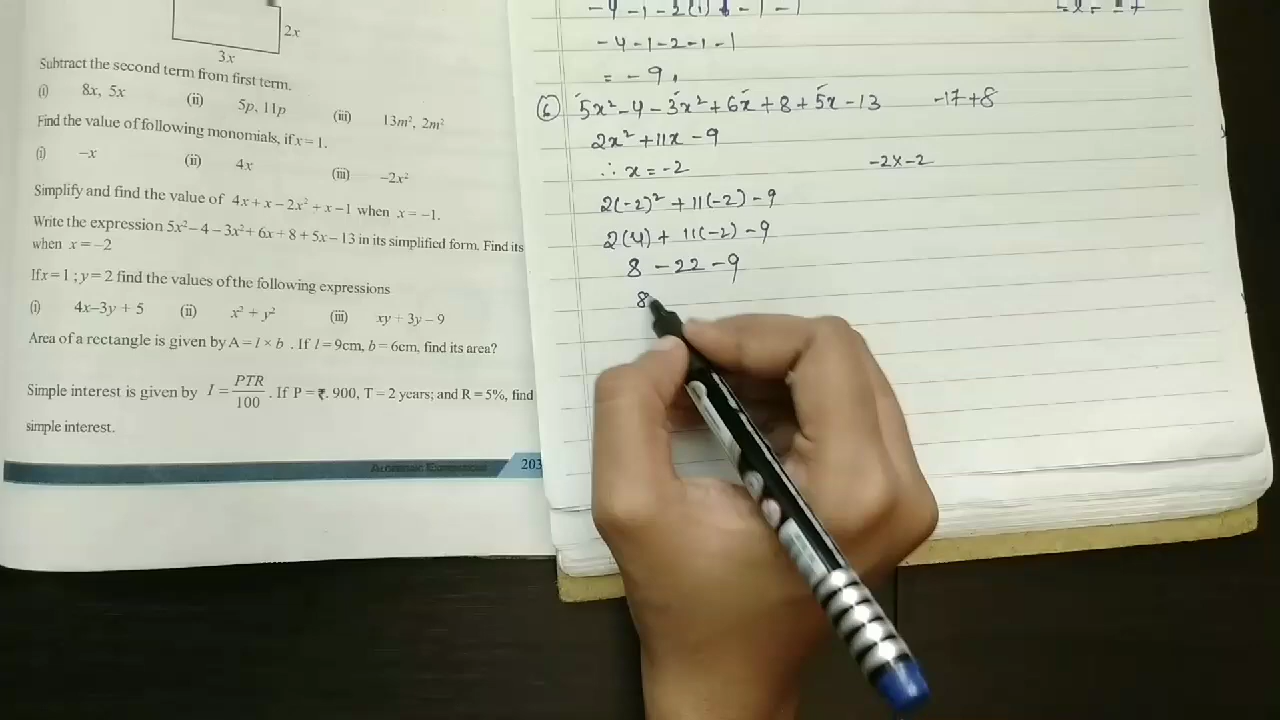 2x
3x
Subtract the second term from first term.
(i) 8x, 5x (ii) 5p, 11p (iii) 13m², 2m²
Find the value of following monomials, if x = 1.
(i) −x (ii) 4x (iii) −2x²
Simplify and find the value of 4x + x − 2x² + x − 1 when x = −1.
Write the expression 5x² − 4 − 3x² + 6x + 8 + 5x − 13 in its simplified form. Find its
when x = −2
If x = 1 ; y = 2 find the values of the following expressions
(i) 4x–3y + 5 (ii) x² + y² (iii) xy + 3y – 9
Area of a rectangle is given by A = l × b . If l = 9cm, b = 6cm, find its area?
Simple interest is given by I = PTR/100 . If P = ₹. 900, T = 2 years; and R = 5%, find
simple interest.
Algebraic Expressions 203
-4-1-2-1-1
= -9.
⑥ 5x²-4-3x²+6x+8+5x-13 -17+8
2x²+11x-9
∴ x=-2 -2x-2
2(-2)²+11(-2)-9
2(4)+ 11(-2)-9
8 -22-9
8